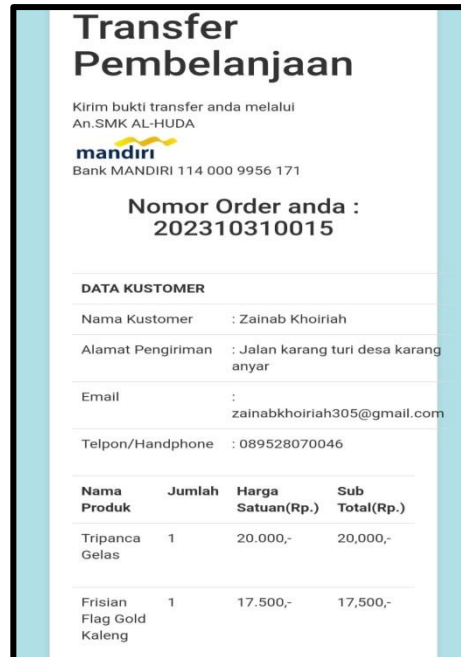 Transfer
Pembelanjaan
Kirim bukti transfer anda melalui
An.SMK AL-HUDA
mandırı
Bank MANDIRI 114 000 9956 171
Nomor Order anda :
202310310015
DATA KUSTOMER
Nama Kustomer : Zainab Khoiriah
Alamat Pengiriman : Jalan karang turi desa karang
anyar
Email :
zainabkhoiriah305@gmail.com
Telpon/Handphone : 089528070046
Nama Jumlah Harga Sub
Produk Satuan(Rp.) Total(Rp.)
Tripanca 1 20.000,- 20,000,-
Gelas
Frisian 1 17.500,- 17,500,-
Flag Gold
Kaleng